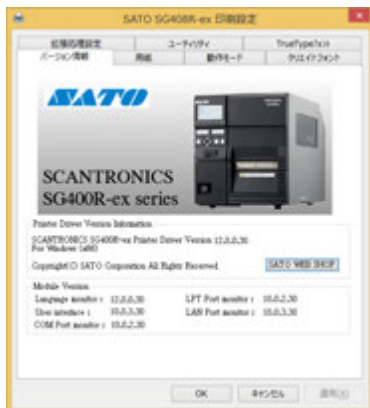 SATO SG408R-ex 印刷設定
拡張処理設定 ユーティリティ TrueTypeフォント
バージョン情報 用紙 動作モード クリエイトフォント
SATO
SCANTRONICS
SG400R-ex series
Printer Driver Version Information
SCANTRONICS SG408R-ex Printer Driver Version 12.0.0.30
For Windows (x86)
Copyright(C) SATO Corporation All Rights Reserved.
SATO WEB SHOP
Module Version
Language monitor : 12.0.0.30 LPT Port monitor : 10.0.2.30
User interface : 10.0.3.30 LAN Port monitor : 10.0.3.30
COM Port monitor : 10.0.2.30
OK キャンセル 適用(A)